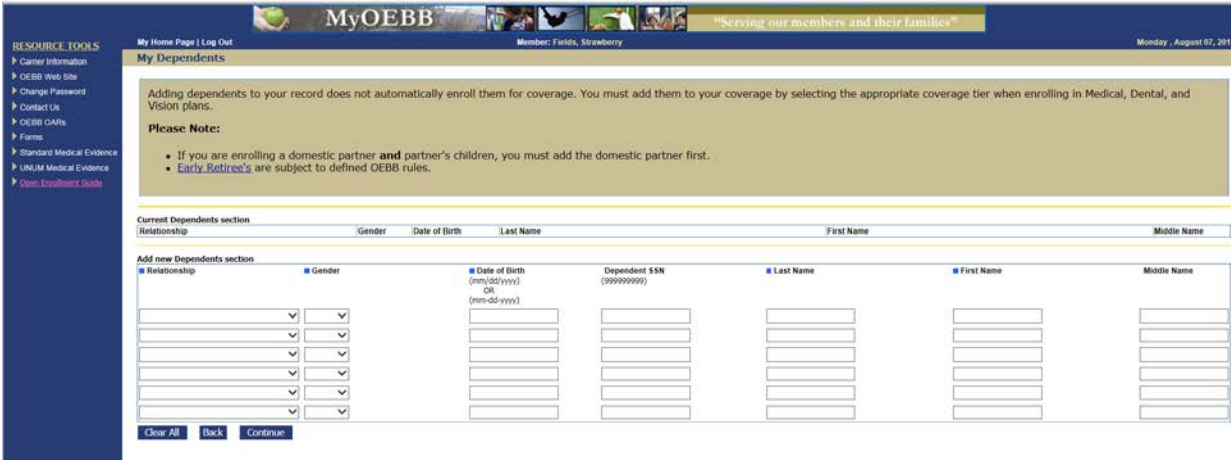 MyOEBB
"Serving our members and their families"
RESOURCE TOOLS
Carrier Information
OEBB Web Site
Change Password
Contact Us
OEBB OARs
Forms
Standard Medical Evidence
UNUM Medical Evidence
Open Enrollment Guide
My Home Page | Log Out Member: Fields, Strawberry Monday , August 07, 201
My Dependents
Adding dependents to your record does not automatically enroll them for coverage. You must add them to your coverage by selecting the appropriate coverage tier when enrolling in Medical, Dental, and
Vision plans.
Please Note:
• If you are enrolling a domestic partner and partner's children, you must add the domestic partner first.
• Early Retiree's are subject to defined OEBB rules.
Current Dependents section
Relationship Gender Date of Birth Last Name First Name Middle Name
Add new Dependents section
Relationship Gender Date of Birth Dependent SSN Last Name First Name Middle Name
(mm/dd/yyyy) (999999999)
OR
(mm-dd-yyyy)
Clear All Back Continue